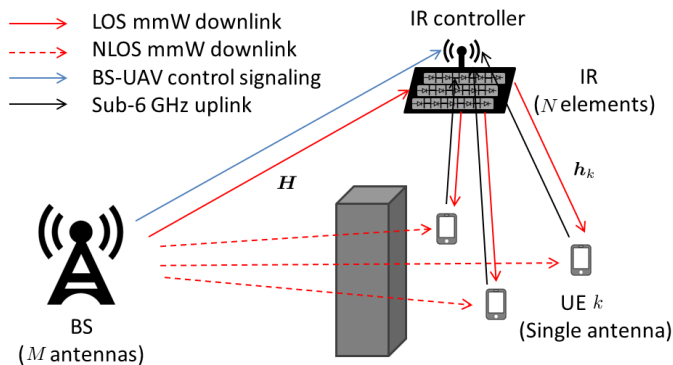 LOS mmW downlink
NLOS mmW downlink
BS-UAV control signaling
Sub-6 GHz uplink
IR controller
IR
(N elements)
H
h_k
BS
(M antennas)
UE k
(Single antenna)